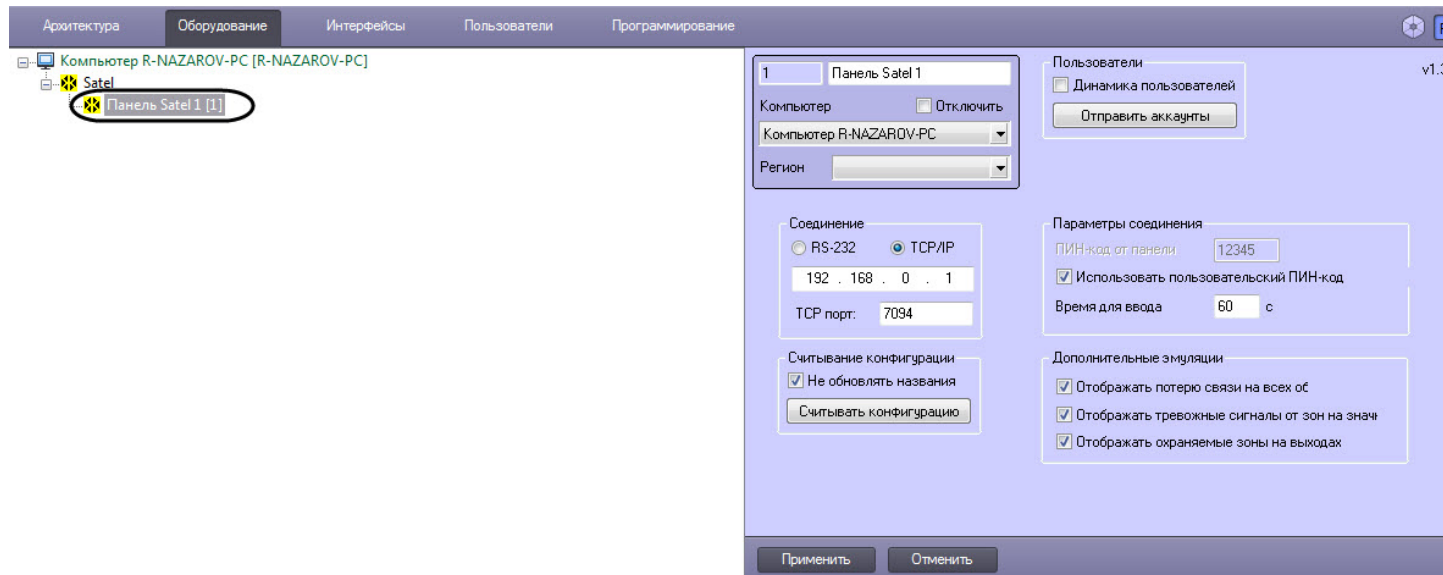 Архитектура Оборудование Интерфейсы Пользователи Программирование
Компьютер R-NAZAROV-PC [R-NAZAROV-PC]
Satel
Панель Satel 1 [1]
1 Панель Satel 1
Компьютер Отключить
Компьютер R-NAZAROV-PC
Регион
Пользователи
Динамика пользователей
Отправить аккаунты
v1.3
Соединение
RS-232 TCP/IP
192 . 168 . 0 . 1
TCP порт: 7094
Параметры соединения
ПИН-код от панели 12345
Использовать пользовательский ПИН-код
Время для ввода 60 с
Считывание конфигурации
Не обновлять названия
Считывать конфигурацию
Дополнительные эмуляции
Отображать потерю связи на всех об
Отображать тревожные сигналы от зон на знач
Отображать охраняемые зоны на выходах
Применить Отменить